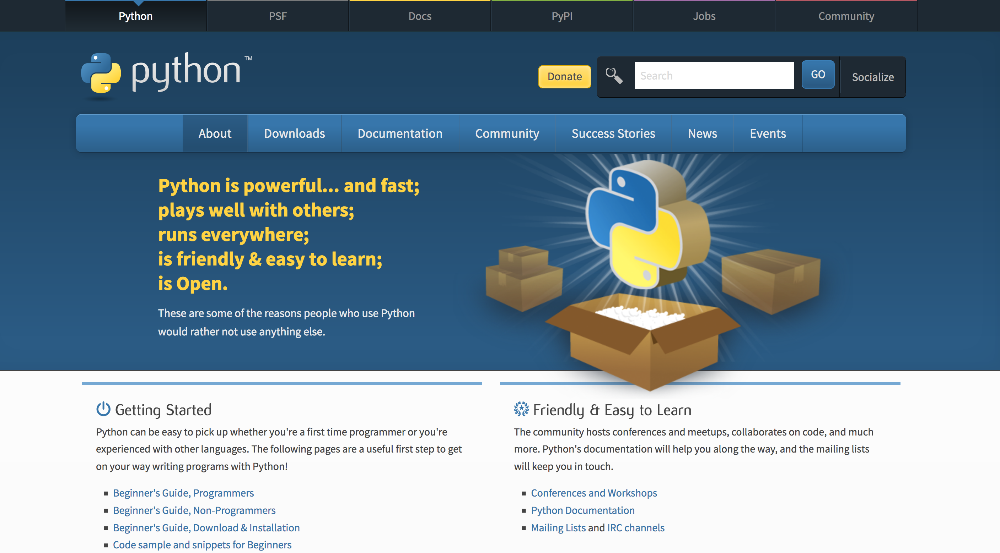 Python
PSF
Docs
PyPI
Jobs
Community
python™
Donate
Search
GO
Socialize
About
Downloads
Documentation
Community
Success Stories
News
Events
Python is powerful... and fast;
plays well with others;
runs everywhere;
is friendly & easy to learn;
is Open.
These are some of the reasons people who use Python
would rather not use anything else.
Getting Started
Python can be easy to pick up whether you're a first time programmer or you're
experienced with other languages. The following pages are a useful first step to get
on your way writing programs with Python!
Beginner's Guide, Programmers
Beginner's Guide, Non-Programmers
Beginner's Guide, Download & Installation
Code sample and snippets for Beginners
Friendly & Easy to Learn
The community hosts conferences and meetups, collaborates on code, and much
more. Python's documentation will help you along the way, and the mailing lists
will keep you in touch.
Conferences and Workshops
Python Documentation
Mailing Lists and IRC channels